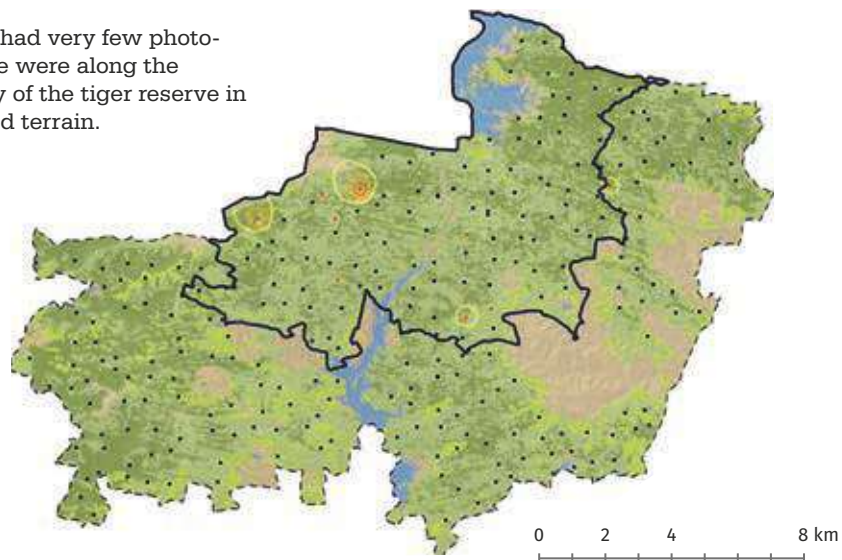 had very few photo-
e were along the
y of the tiger reserve in
d terrain.
0 2 4 8 km